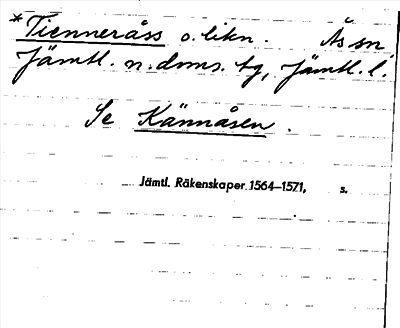 *Tienneråss o. likn. Ås sn
Jämtl. n. doms. tg, Jämtl. l.
Se Kännåsen.
Jämtl. Räkenskaper 1564–1571, s.